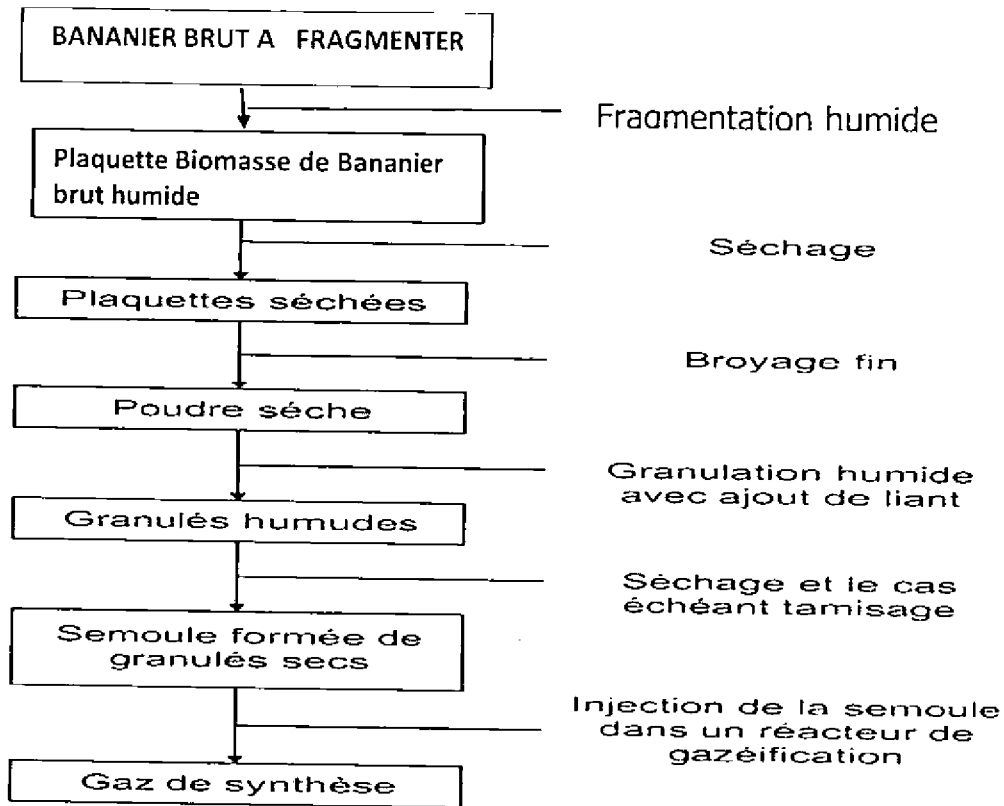 BANANIER BRUT A FRAGMENTER
Fragmentation humide
Plaquette Biomasse de Bananier
brut humide
Séchage
Plaquettes séchées
Broyage fin
Poudre séche
Granulation humide
avec ajout de liant
Granulés humudes
Séchage et le cas
échéant tamisage
Semoule formée de
granulés secs
Injection de la semoule
dans un réacteur de
gazéification
Gaz de synthèse